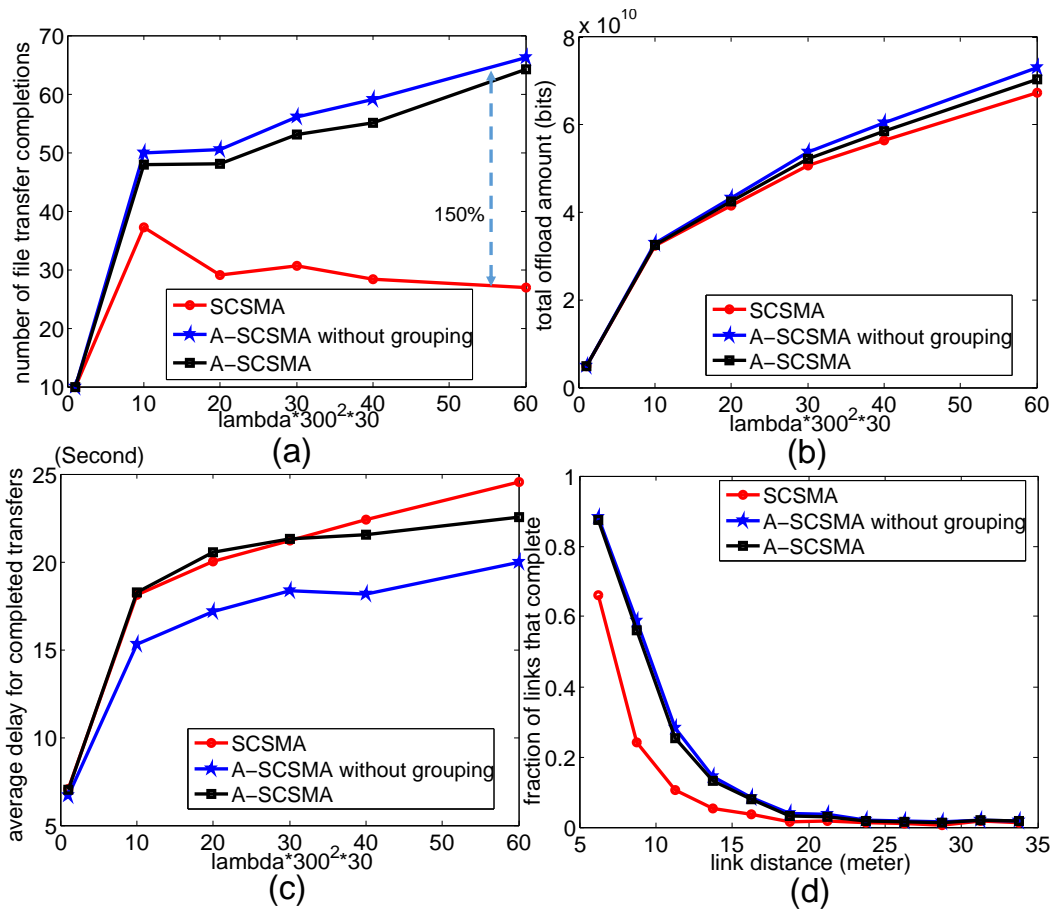 70
60
50
40
30
20
10
number of file transfer completions
150%
SCSMA
A−SCSMA without grouping
A−SCSMA
0 10 20 30 40 50 60
lambda*300²*30
(a)
x 10¹⁰
8
6
4
2
0
total offload amount (bits)
SCSMA
A−SCSMA without grouping
A−SCSMA
0 10 20 30 40 50 60
lambda*300²*30
(b)
(Second)
25
20
15
10
5
average delay for completed transfers
SCSMA
A−SCSMA without grouping
A−SCSMA
0 10 20 30 40 50 60
lambda*300²*30
(c)
1
0.8
0.6
0.4
0.2
0
fraction of links that complete
SCSMA
A−SCSMA without grouping
A−SCSMA
5 10 15 20 25 30 35
link distance (meter)
(d)